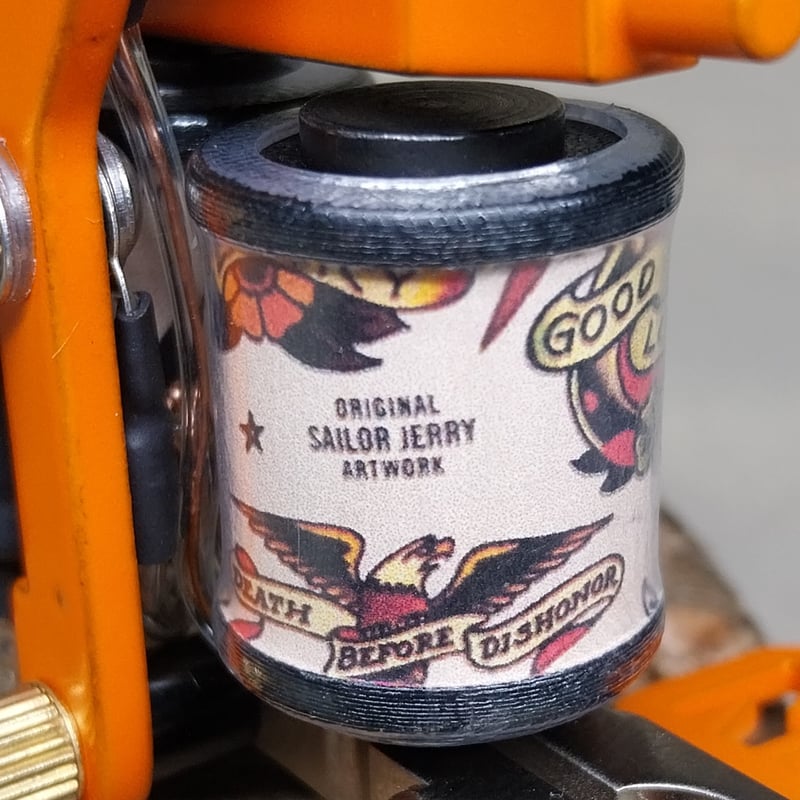 GOOD
L
ORIGINAL
SAILOR JERRY
ARTWORK
DEATH
BEFORE
DISHONOR